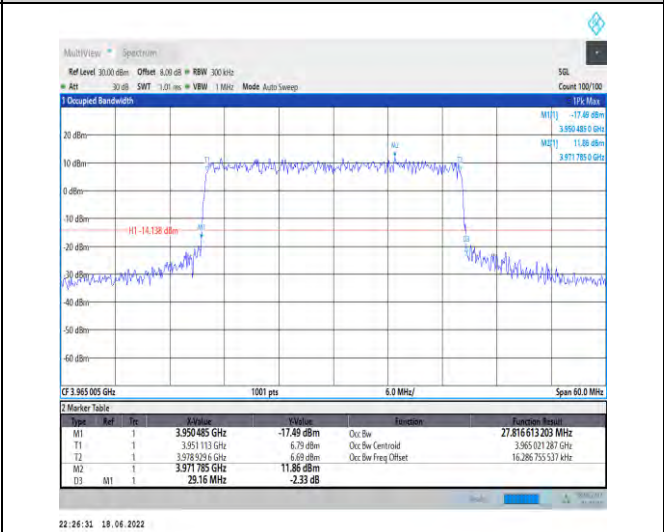 MultiView Spectrum
Ref Level 30.00 dBm Offset 8.09 dB RBW 300 kHz SGL
Att 30 dB SWT 1.01 ms VBW 1 MHz Mode Auto Sweep Count 100/100
1 Occupied Bandwidth 1Pk Max
M1[1] -17.49 dBm
3.950 485 0 GHz
20 dBm M2[1] 11.86 dBm
3.971 785 0 GHz
M2
10 dBm T1 T2
0 dBm
-10 dBm
H1 -14.138 dBm M1
-20 dBm D3
-30 dBm
-40 dBm
-50 dBm
-60 dBm
CF 3.965 005 GHz 1001 pts 6.0 MHz/ Span 60.0 MHz
2 Marker Table
Type Ref Trc X-Value Y-Value Function Function Result
M1 1 3.950 485 GHz -17.49 dBm Occ Bw 27.816 613 203 MHz
T1 1 3.951 113 GHz 6.79 dBm Occ Bw Centroid 3.965 021 287 GHz
T2 1 3.978 929 6 GHz 6.69 dBm Occ Bw Freq Offset 16.286 755 537 kHz
M2 1 3.971 785 GHz 11.86 dBm
D3 M1 1 29.16 MHz -2.33 dB
22:26:31 18.06.2022